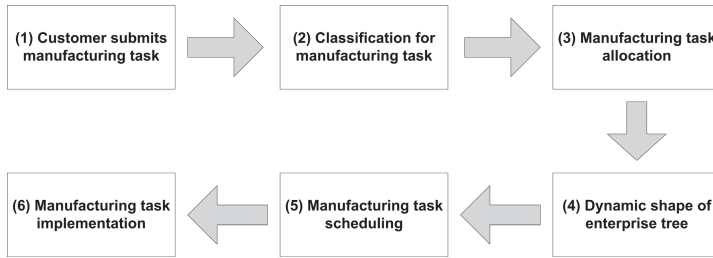 (1) Customer submits
manufacturing task
(2) Classification for
manufacturing task
(3) Manufacturing task
allocation
(4) Dynamic shape of
enterprise tree
(5) Manufacturing task
scheduling
(6) Manufacturing task
implementation